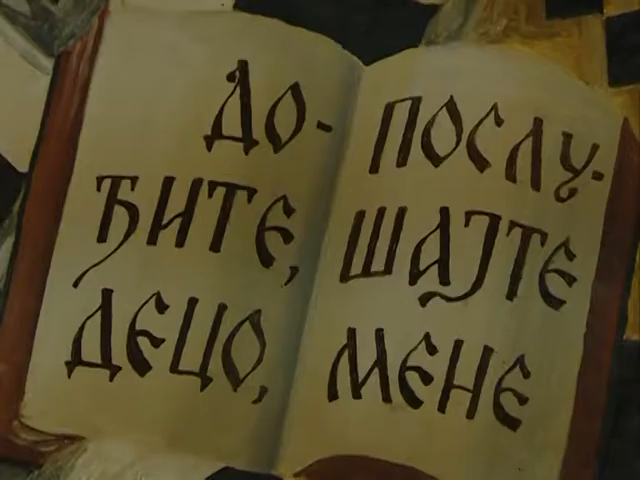 ДО-
ЂИТЕ,
ДЕЦО,
ПОСЛУ-
ШАЈТЕ
МЕНЕ